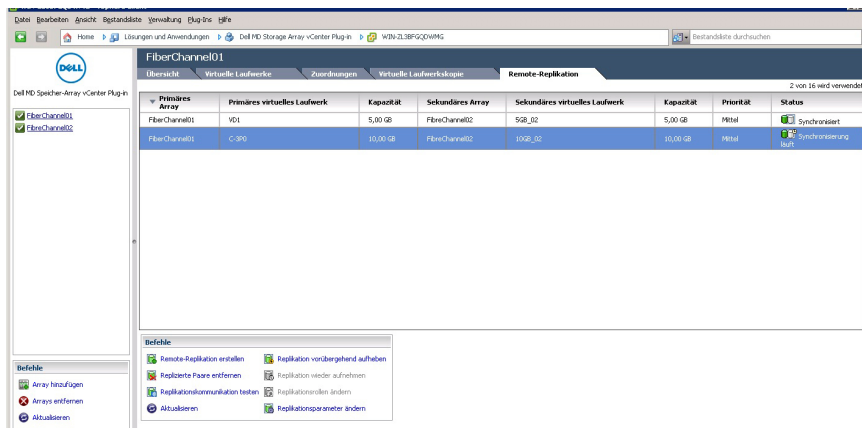 Datei Bearbeiten Ansicht Bestandsliste Verwaltung Plug-Ins Hilfe
Home Lösungen und Anwendungen Dell MD Storage Array vCenter Plug-in WIN-ZL3BFGQDWMG Bestandsliste durchsuchen
DELL
Dell MD Speicher-Array vCenter Plug-in
FiberChannel01
FibreChannel02
FiberChannel01
Übersicht Virtuelle Laufwerke Zuordnungen Virtuelle Laufwerkskopie Remote-Replikation
2 von 16 wird verwendet
Primäres Array Primäres virtuelles Laufwerk Kapazität Sekundäres Array Sekundäres virtuelles Laufwerk Kapazität Priorität Status
FiberChannel01 VD1 5,00 GB FibreChannel02 5GB_02 5,00 GB Mittel Synchronisiert
FiberChannel01 C-3P0 10,00 GB FibreChannel02 10GB_02 10,00 GB Mittel Synchronisierung läuft
Befehle
Remote-Replikation erstellen Replikation vorübergehend aufheben
Replizierte Paare entfernen Replikation wieder aufnehmen
Replikationskommunikation testen Replikationsrollen ändern
Aktualisieren Replikationsparameter ändern
Befehle
Array hinzufügen
Arrays entfernen
Aktualisieren